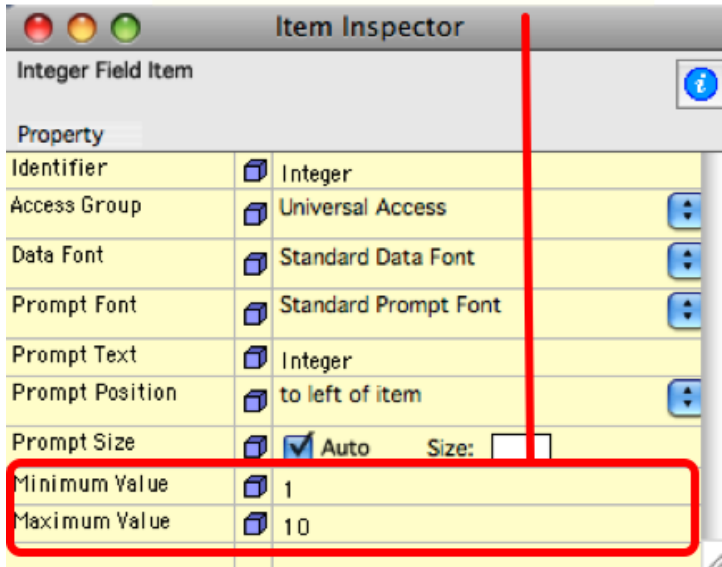 Item Inspector
Integer Field Item
i
Property
Identifier Integer
Access Group Universal Access
Data Font Standard Data Font
Prompt Font Standard Prompt Font
Prompt Text Integer
Prompt Position to left of item
Prompt Size Auto Size:
Minimum Value 1
Maximum Value 10